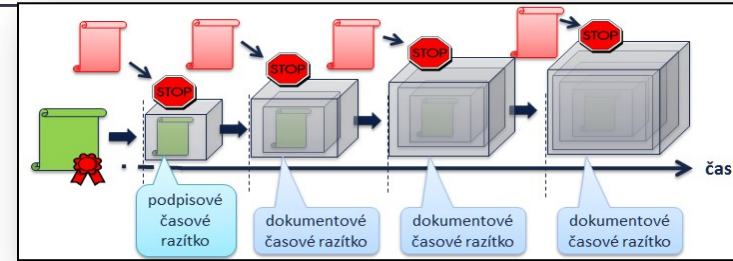 STOP
STOP
STOP
STOP
čas
podpisové
časové
razítko
dokumentové
časové razítko
dokumentové
časové razítko
dokumentové
časové razítko